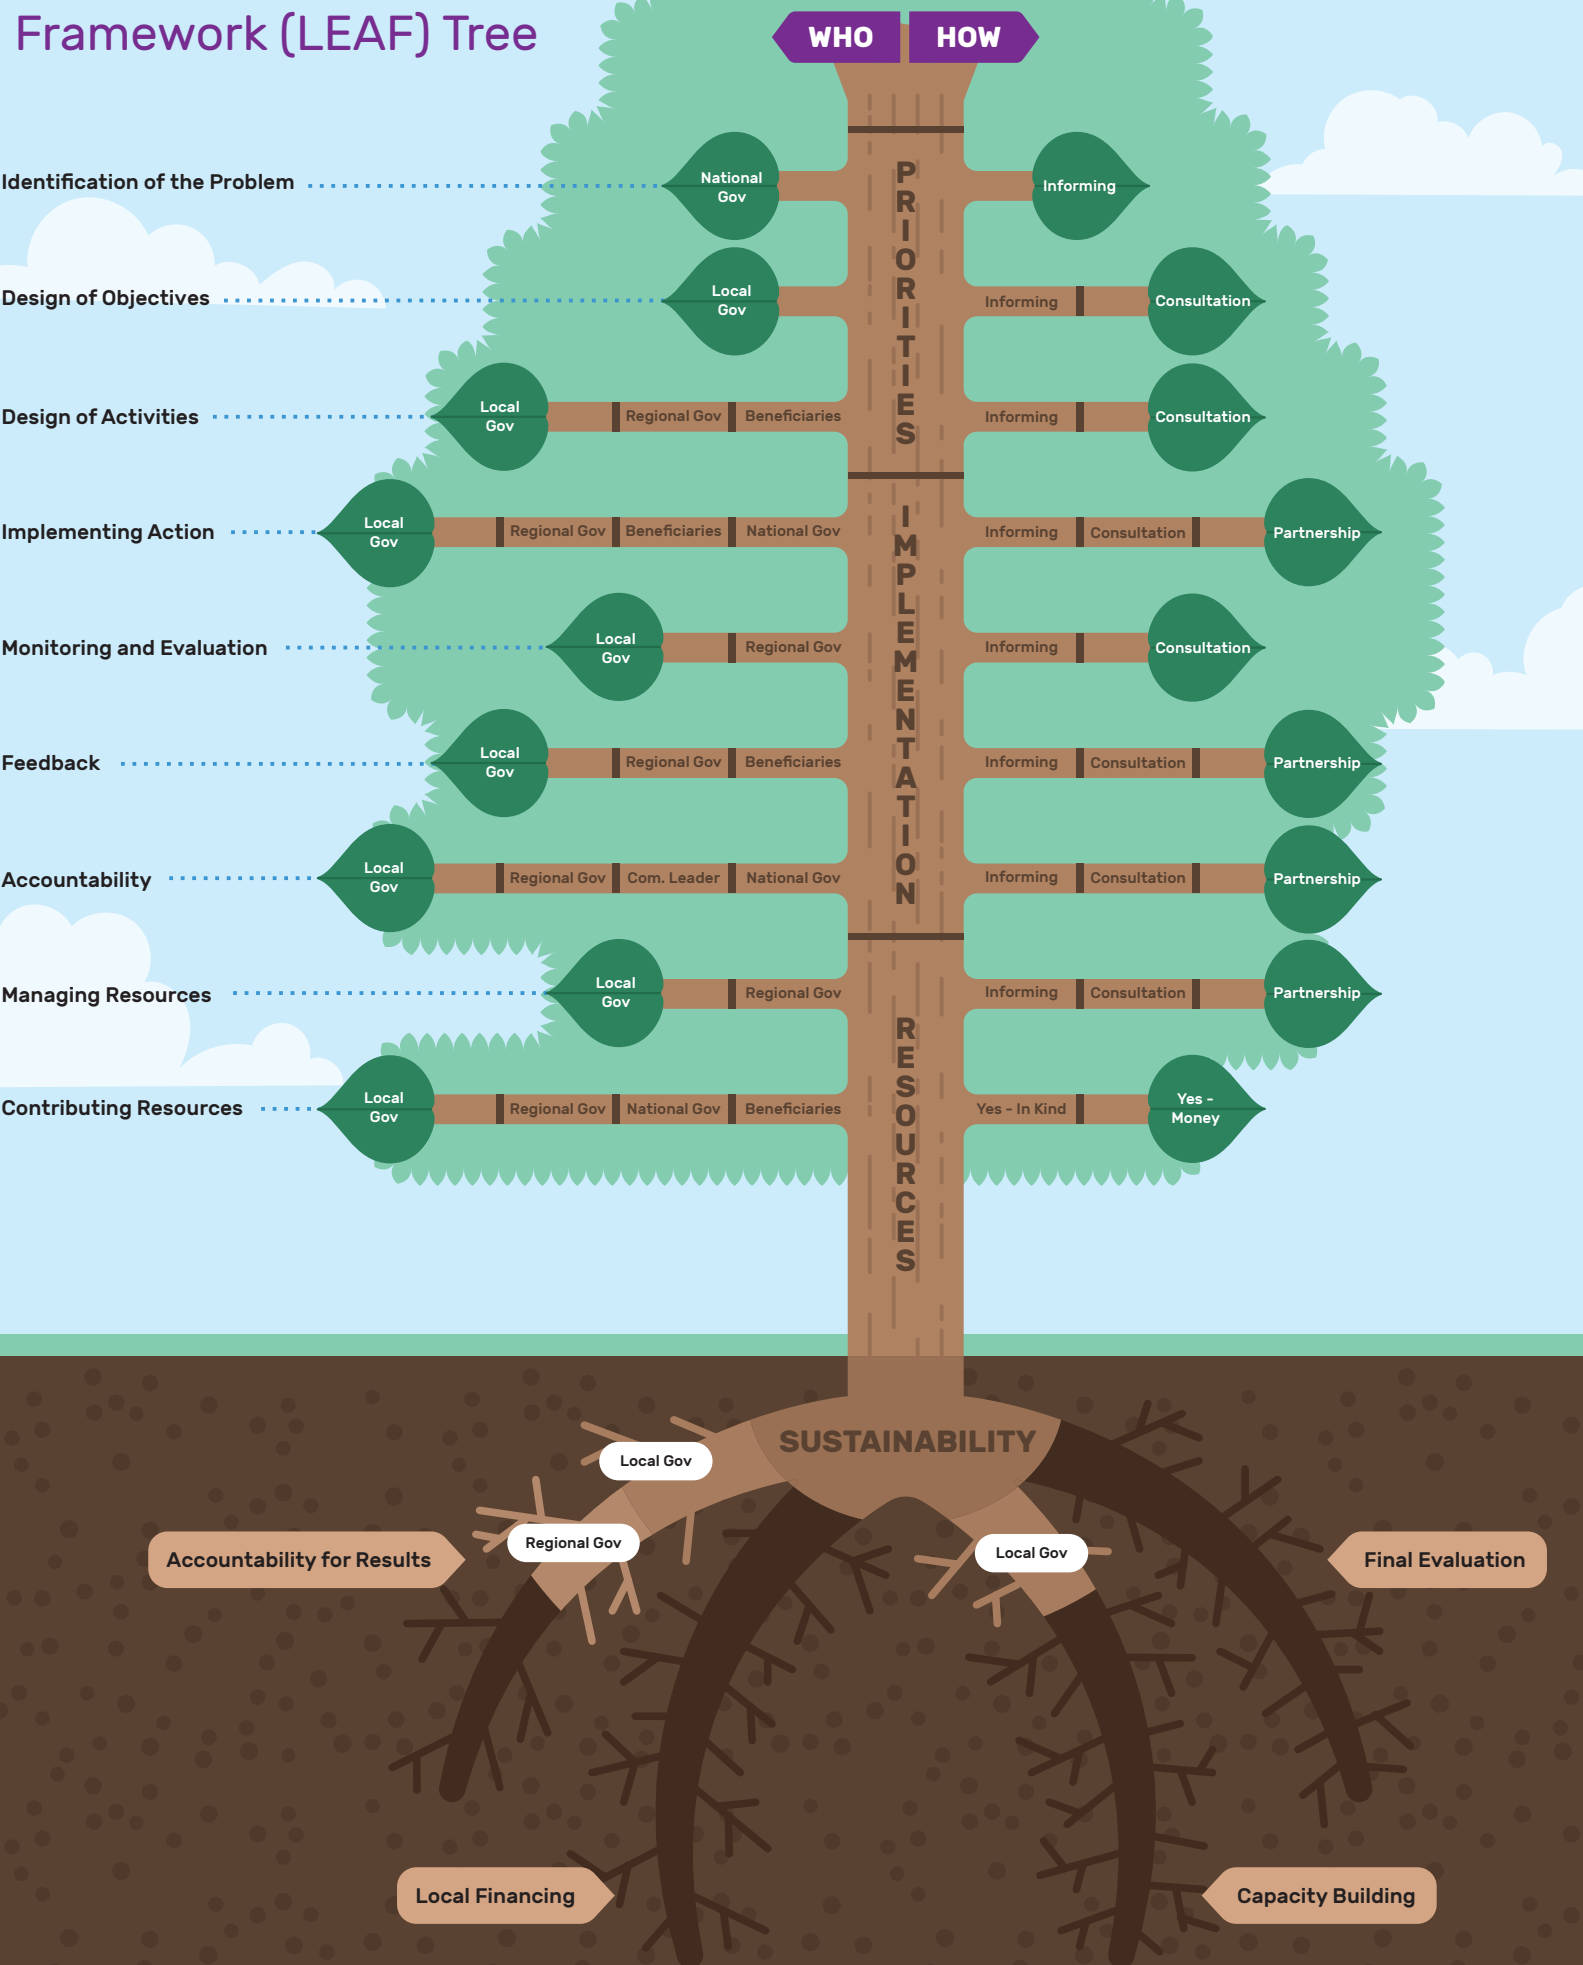 Framework (LEAF) Tree
WHO
HOW
PRIORITIES
Identification of the Problem
National
Gov
Informing
Design of Objectives
Local
Gov
Informing
Consultation
Design of Activities
Local
Gov
Regional Gov
Beneficiaries
Informing
Consultation
IMPLEMENTATION
Implementing Action
Local
Gov
Regional Gov
Beneficiaries
National Gov
Informing
Consultation
Partnership
Monitoring and Evaluation
Local
Gov
Regional Gov
Informing
Consultation
Feedback
Local
Gov
Regional Gov
Beneficiaries
Informing
Consultation
Partnership
Accountability
Local
Gov
Regional Gov
Com. Leader
National Gov
Informing
Consultation
Partnership
RESOURCES
Managing Resources
Local
Gov
Regional Gov
Informing
Consultation
Partnership
Contributing Resources
Local
Gov
Regional Gov
National Gov
Beneficiaries
Yes - In Kind
Yes -
Money
SUSTAINABILITY
Local Gov
Regional Gov
Local Gov
Accountability for Results
Final Evaluation
Local Financing
Capacity Building